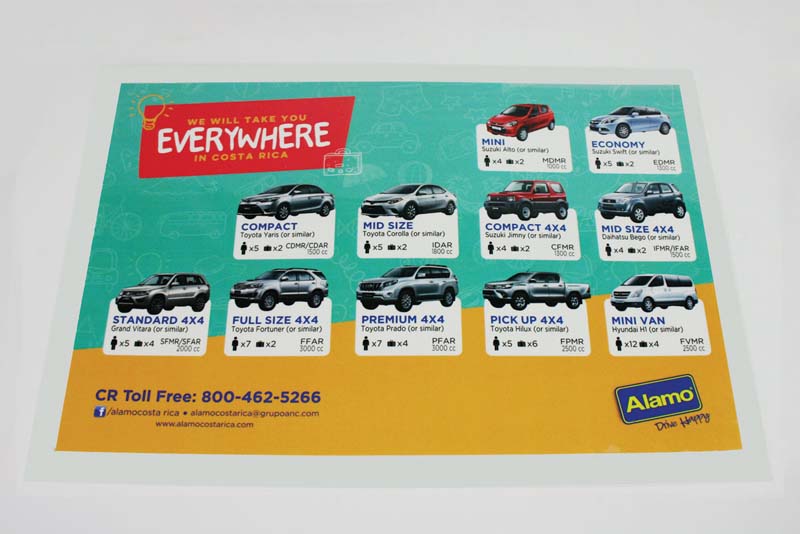 WE WILL TAKE YOU
EVERYWHERE
IN COSTA RICA
MINI
Suzuki Alto (or similar)
x4 x2 MDMR
1000 cc
ECONOMY
Suzuki Swift (or similar)
x5 x2 EDMR
1300 cc
COMPACT
Toyota Yaris (or similar)
x5 x2 CDMR/CDAR
1500 cc
MID SIZE
Toyota Corolla (or similar)
x5 x2 IDAR
1800 cc
COMPACT 4X4
Suzuki Jimny (or similar)
x4 x2 CFMR
1300 cc
MID SIZE 4X4
Daihatsu Bego (or similar)
x4 x2 IFMR/IFAR
1500 cc
STANDARD 4X4
Grand Vitara (or similar)
x5 x4 SFMR/SFAR
2000 cc
FULL SIZE 4X4
Toyota Fortuner (or similar)
x7 x2 FFAR
3000 cc
PREMIUM 4X4
Toyota Prado (or similar)
x7 x4 PFAR
3000 cc
PICK UP 4X4
Toyota Hilux (or similar)
x5 x6 FPMR
2500 cc
MINI VAN
Hyundai H1 (or similar)
x12 x4 FVMR
2500 cc
CR Toll Free: 800-462-5266
f /alamocosta rica • alamocostarica@grupoanc.com
www.alamocostarica.com
Alamo
Drive Happy